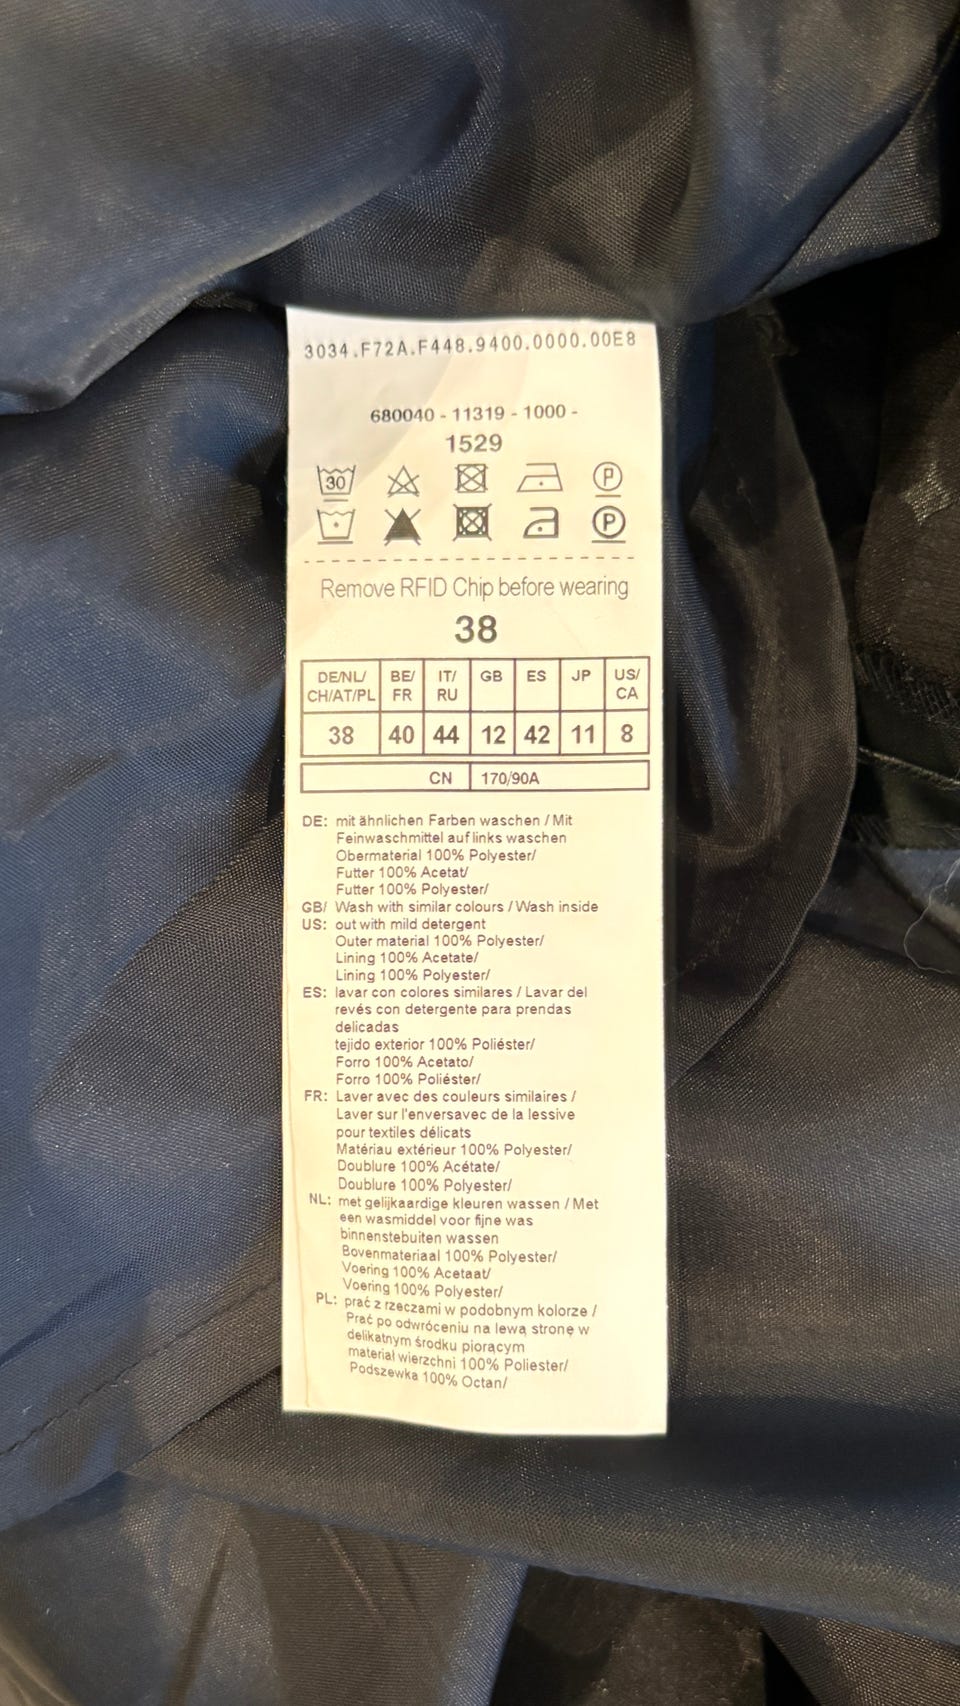 3034.F72A.F448.9400.0000.00E8
680040 - 11319 - 1000 -
1529
30 P
P
Remove RFID Chip before wearing
38
DE/NL/ CH/AT/PL BE/ FR IT/ RU GB ES JP US/ CA
38 40 44 12 42 11 8
CN 170/90A
DE: mit ähnlichen Farben waschen / Mit
Feinwaschmittel auf links waschen
Obermaterial 100% Polyester/
Futter 100% Acetat/
Futter 100% Polyester/
GB/ Wash with similar colours / Wash inside
US: out with mild detergent
Outer material 100% Polyester/
Lining 100% Acetate/
Lining 100% Polyester/
ES: lavar con colores similares / Lavar del
revés con detergente para prendas
delicadas
tejido exterior 100% Poliéster/
Forro 100% Acetato/
Forro 100% Poliéster/
FR: Laver avec des couleurs similaires /
Laver sur l'enversavec de la lessive
pour textiles délicats
Matériau extérieur 100% Polyester/
Doublure 100% Acétate/
Doublure 100% Polyester/
NL: met gelijkaardige kleuren wassen / Met
een wasmiddel voor fijne was
binnenstebuiten wassen
Bovenmateriaal 100% Polyester/
Voering 100% Acetaat/
Voering 100% Polyester/
PL: prać z rzeczami w podobnym kolorze /
Prać po odwróceniu na lewą stronę w
delikatnym środku piorącym
materiał wierzchni 100% Poliester/
Podszewka 100% Octan/